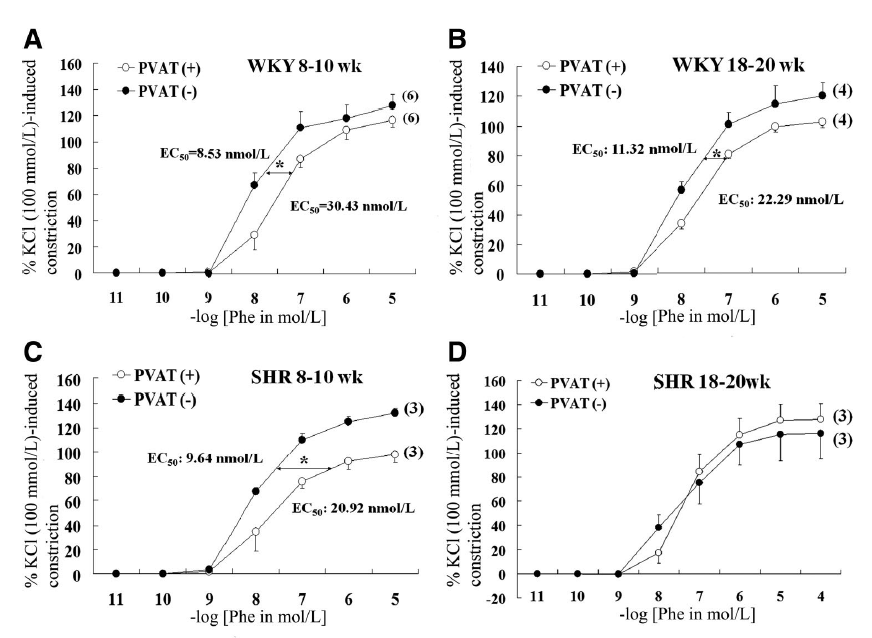 A
WKY 8-10 wk
PVAT (+)
PVAT (-)
% KCl (100 mmol/L)-induced
constriction
160
140
120
100
80
60
40
20
0
(6)
(6)
EC50=8.53 nmol/L
*
EC50=30.43 nmol/L
11 10 9 8 7 6 5
-log [Phe in mol/L]
B
WKY 18-20 wk
PVAT (+)
PVAT (-)
% KCl (100 mmol/L)-induced
constriction
140
120
100
80
60
40
20
0
(4)
(4)
EC50: 11.32 nmol/L
*
EC50: 22.29 nmol/L
11 10 9 8 7 6 5
-log [Phe in mol/L]
C
SHR 8-10 wk
PVAT (+)
PVAT (-)
% KCl (100 mmol/L)-induced
constriction
160
140
120
100
80
60
40
20
0
(3)
(3)
EC50: 9.64 nmol/L
*
EC50: 20.92 nmol/L
11 10 9 8 7 6 5
-log [Phe in mol/L]
D
SHR 18-20wk
PVAT (+)
PVAT (-)
% KCl (100 mmol/L)-induced
constriction
160
140
120
100
80
60
40
20
0
-20
(3)
(3)
11 10 9 8 7 6 5 4
-log [Phe in mol/L]